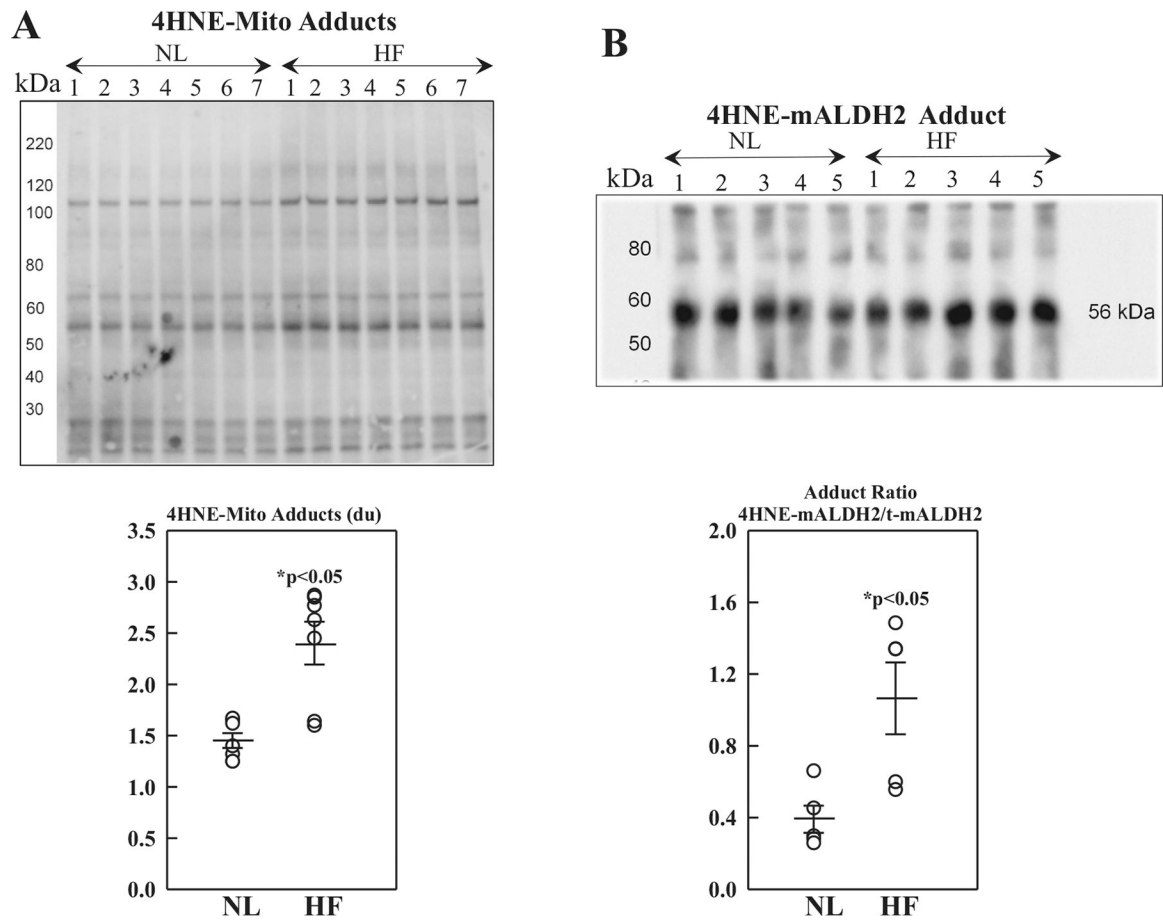 A
4HNE-Mito Adducts
NL HF
kDa 1 2 3 4 5 6 7 1 2 3 4 5 6 7
220
120
100
80
60
50
40
30
4HNE-Mito Adducts (du)
3.5
3.0
2.5
2.0
1.5
1.0
0.5
0.0
*p<0.05
NL HF
B
4HNE-mALDH2 Adduct
NL HF
kDa 1 2 3 4 5 1 2 3 4 5
80
60
50
56 kDa
Adduct Ratio
4HNE-mALDH2/t-mALDH2
2.0
1.6
1.2
0.8
0.4
0.0
*p<0.05
NL HF